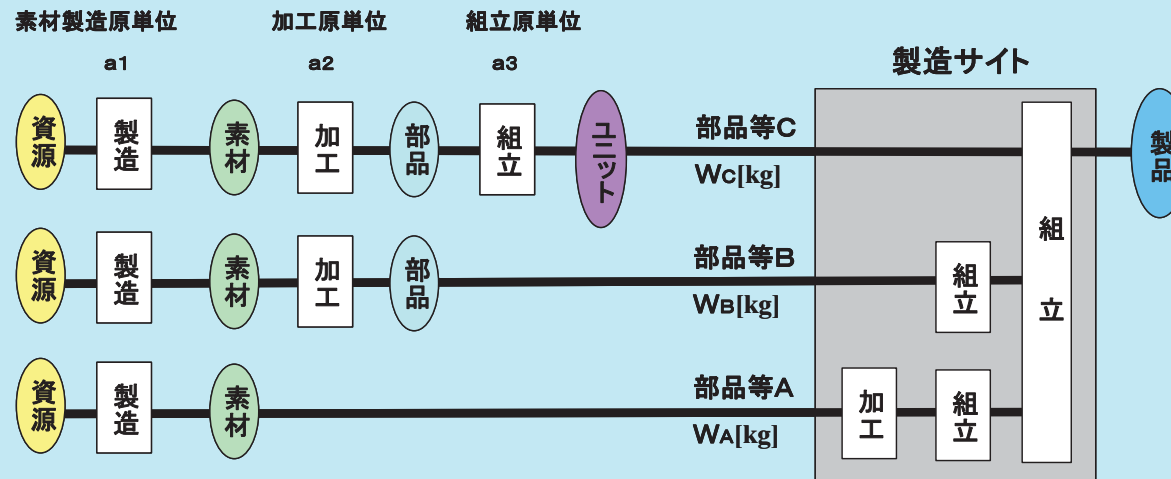 素材製造原単位 加工原単位 組立原単位
a1 a2 a3
製造サイト
資源 製造 素材 加工 部品 組立 ユニット 部品等C 組立 製品
Wc[kg]
資源 製造 素材 加工 部品 部品等B 組立
WB[kg]
資源 製造 素材 部品等A 加工 組立
WA[kg]